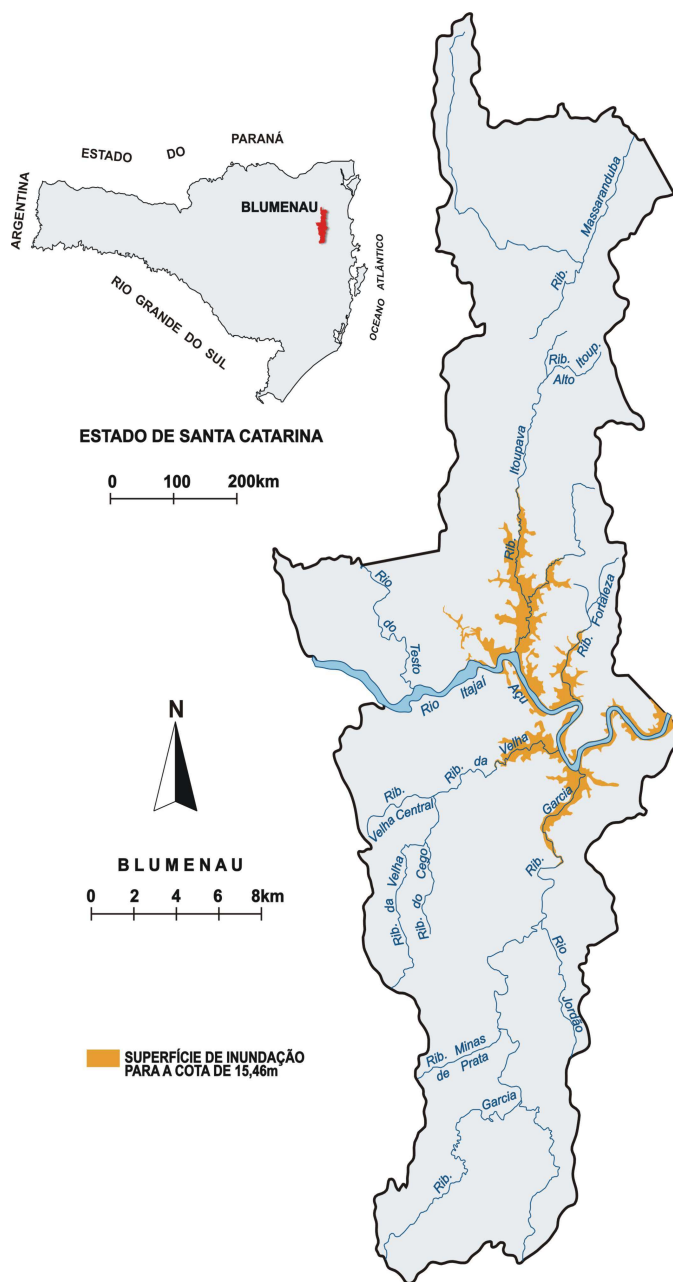 ESTADO DO PARANÁ
ARGENTINA
BLUMENAU
OCEANO ATLÂNTICO
RIO GRANDE DO SUL
ESTADO DE SANTA CATARINA
0 100 200km
Rib. Massaranduba
Rib. Alto Itoup.
Rib. Itoupava
Rio do Testo
Rib. Fortaleza
Rio Itajaí Açu
Rib. da Velha
Rib. Velha Central
Rib. da Velha
Rib. do Cego
Rib. Garcia
Rio Jordão
Rib. Minas de Prata
Rib. Garcia
N
BLUMENAU
0 2 4 6 8km
SUPERFÍCIE DE INUNDAÇÃO
PARA A COTA DE 15,46m